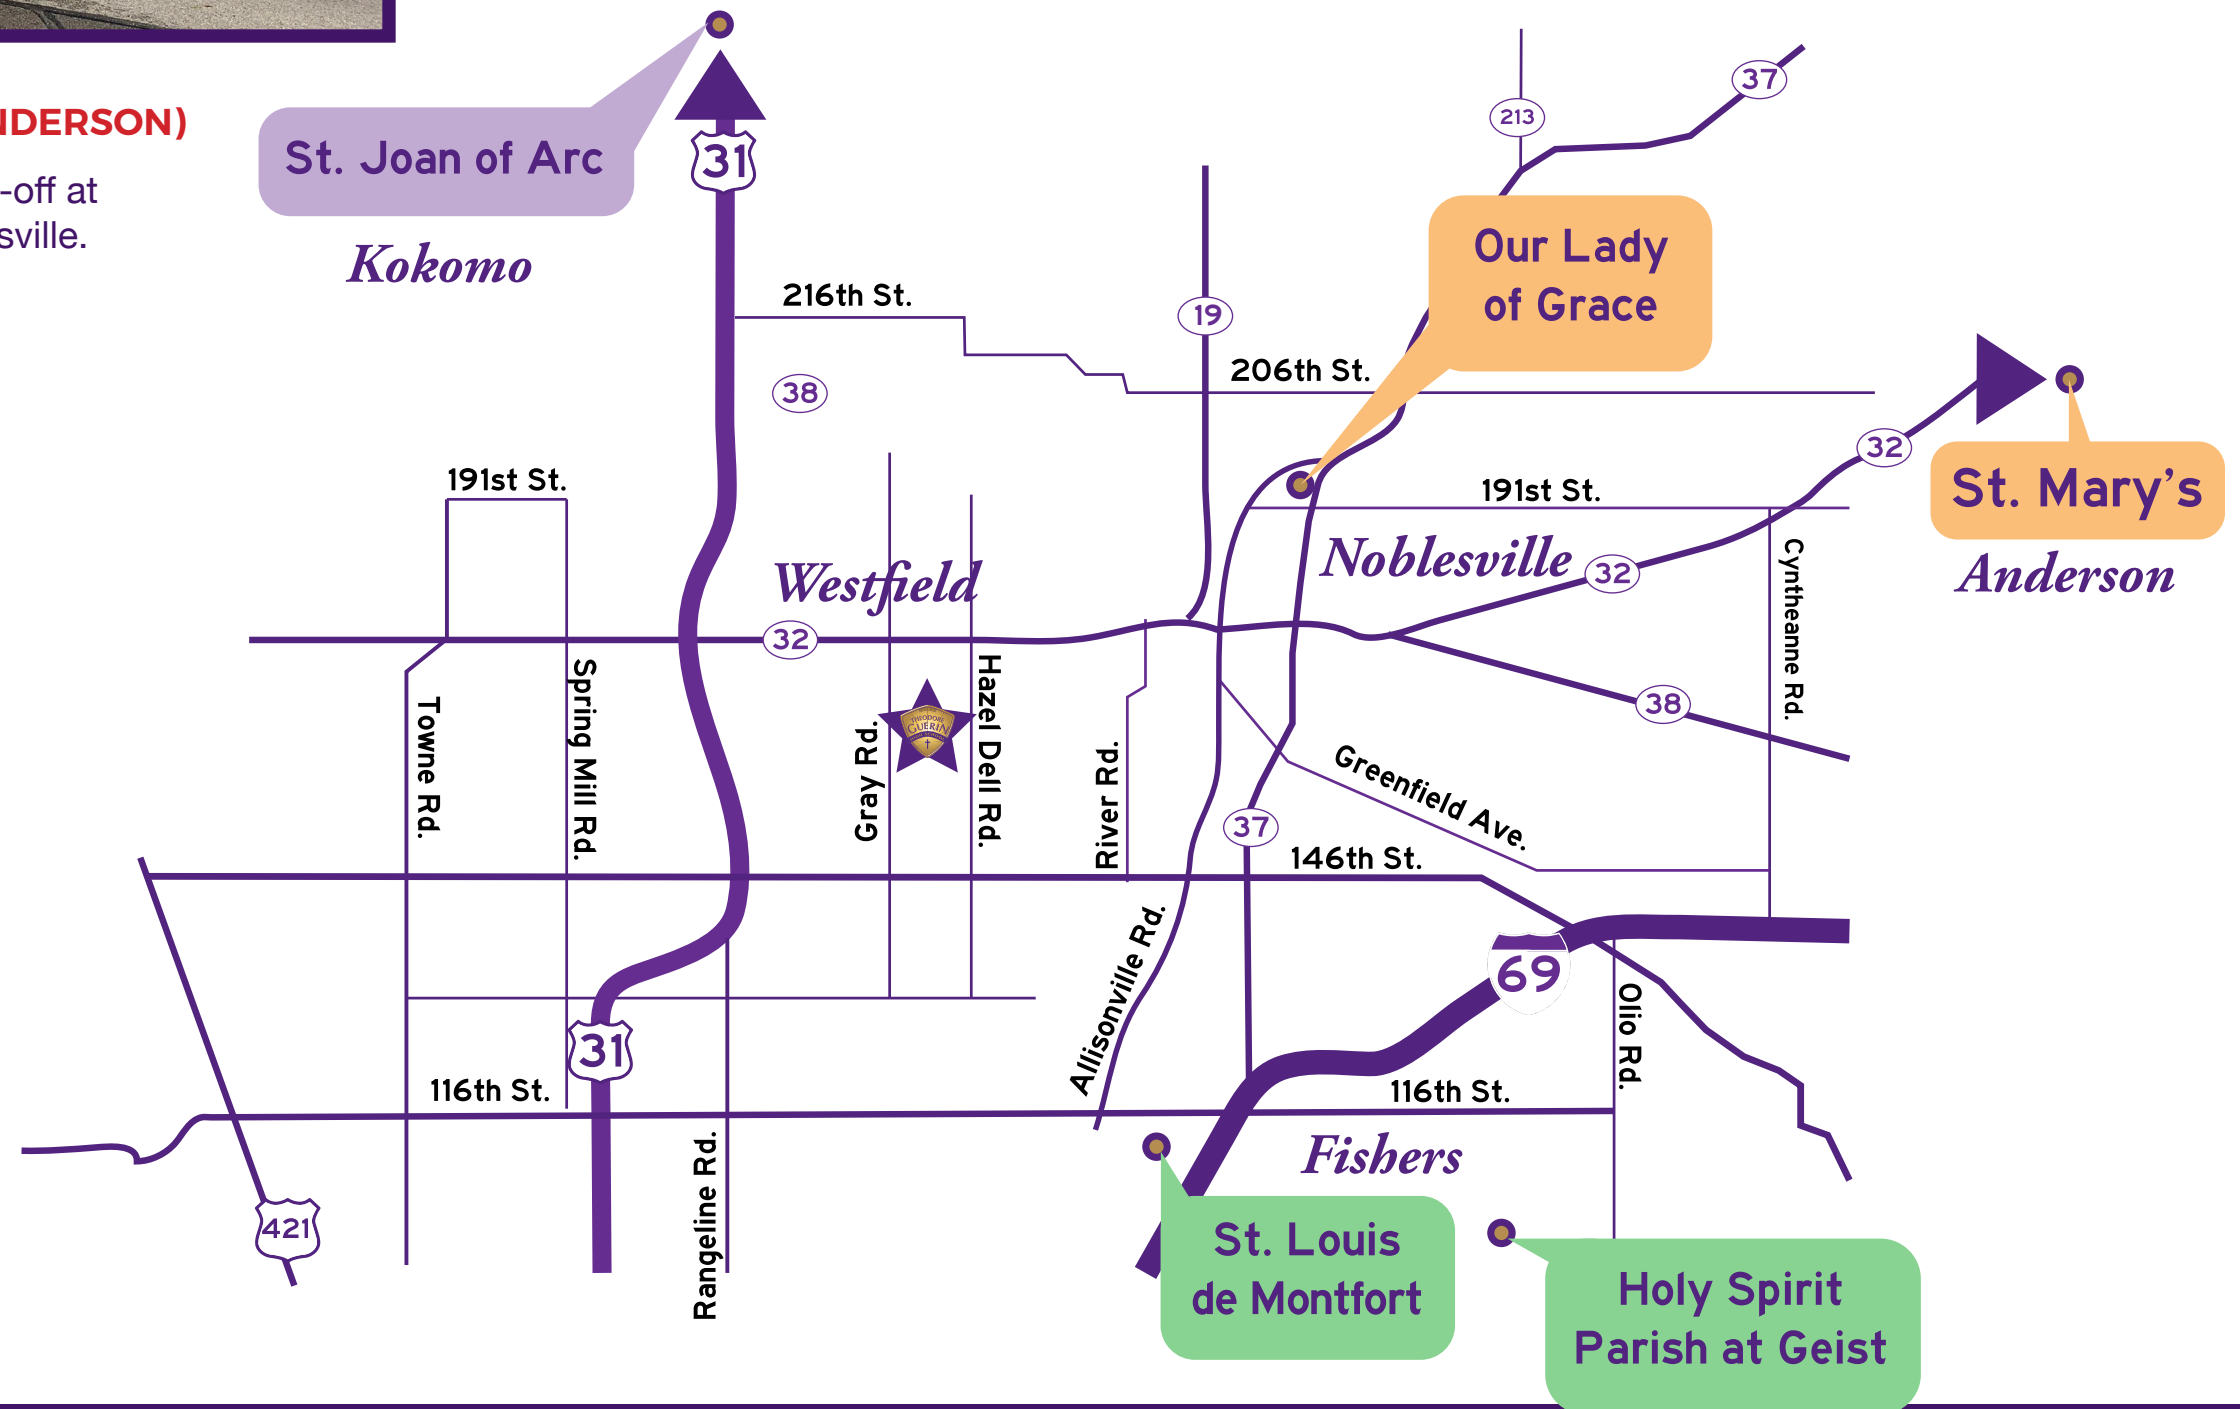 NDERSON)
-off at
sville.
St. Joan of Arc
Kokomo
31
37
213
Our Lady
of Grace
216th St.
19
206th St.
38
32
St. Mary's
Anderson
191st St.
191st St.
Noblesville
32
Westfield
32
Cyntheanne Rd.
Towne Rd.
Spring Mill Rd.
Gray Rd.
THEODORE
GUERIN
Hazel Dell Rd.
River Rd.
38
Greenfield Ave.
37
146th St.
Allisonville Rd.
69
Olio Rd.
31
116th St.
116th St.
Rangeline Rd.
Fishers
421
St. Louis
de Montfort
Holy Spirit
Parish at Geist